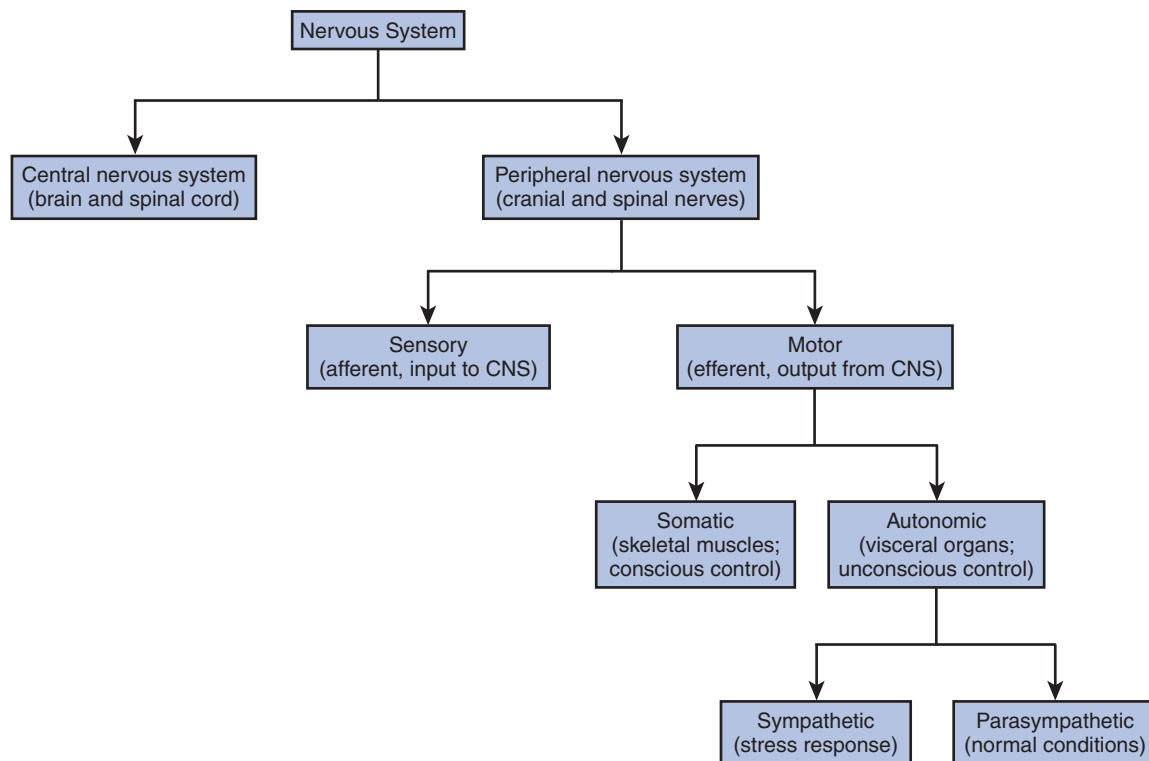 Nervous System
Central nervous system
(brain and spinal cord)
Peripheral nervous system
(cranial and spinal nerves)
Sensory
(afferent, input to CNS)
Motor
(efferent, output from CNS)
Somatic
(skeletal muscles;
conscious control)
Autonomic
(visceral organs;
unconscious control)
Sympathetic
(stress response)
Parasympathetic
(normal conditions)